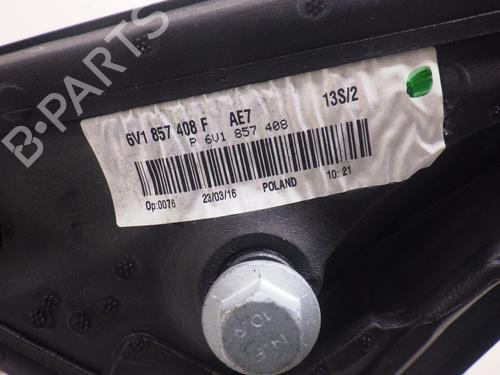 B-PARTS
6V1 857 408 F AE7 13S/2
P 6V1 857 408
Op:0076 23/03/16 POLAND 10:21